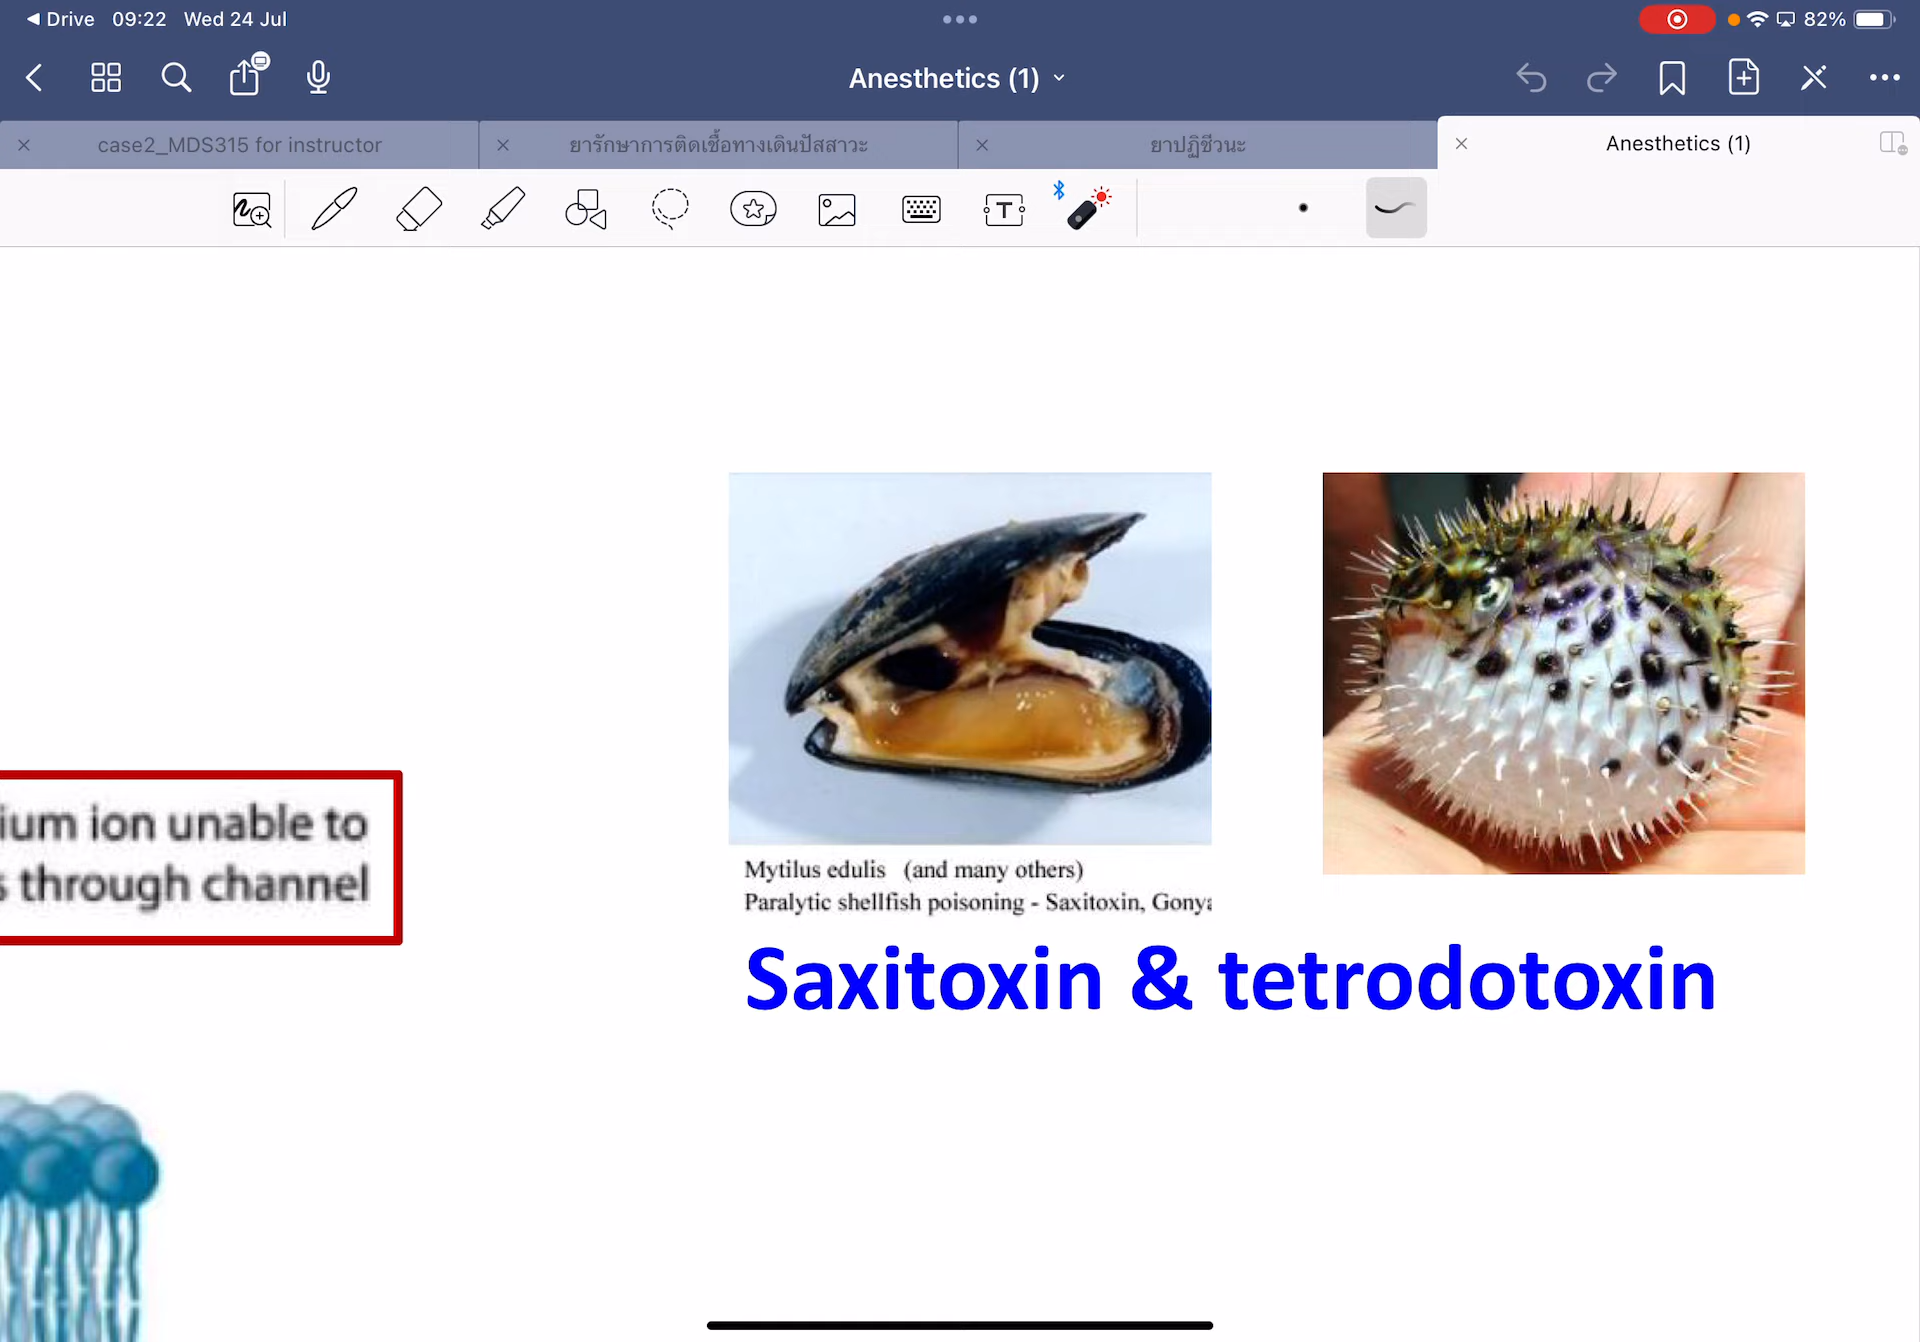 Drive 09:22 Wed 24 Jul
82%
Anesthetics (1)
case2_MDS315 for instructor
ยารักษาการติดเชื้อทางเดินปัสสาวะ
ยาปฏิชีวนะ
Anesthetics (1)
T
ium ion unable to
s through channel
Mytilus edulis (and many others)
Paralytic shellfish poisoning - Saxitoxin, Gonya
Saxitoxin & tetrodotoxin